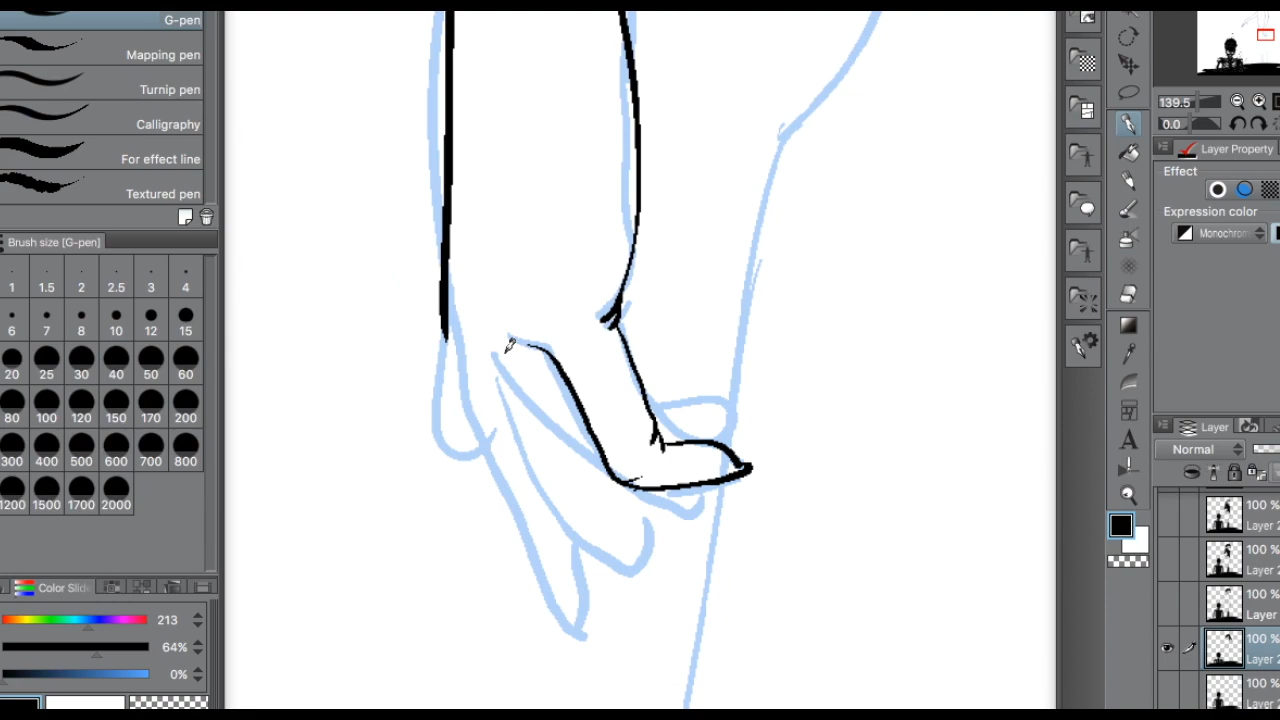 G-pen
Mapping pen
Turnip pen
Calligraphy
For effect line
Textured pen
Brush size [G-pen]
1 1.5 2 2.5 3 4
6 7 8 10 12 15
20 25 30 40 50 60
80 100 120 150 170 200
300 400 500 600 700 800
1200 1500 1700 2000
Color Slid
213
64%
0%
139.5
0.0
Layer Property
Effect
Expression color
Monochrom
A
Layer
Normal
100 %
Layer 2
100 %
Layer 2
100 %
Layer
100 %
Layer 2
100 %